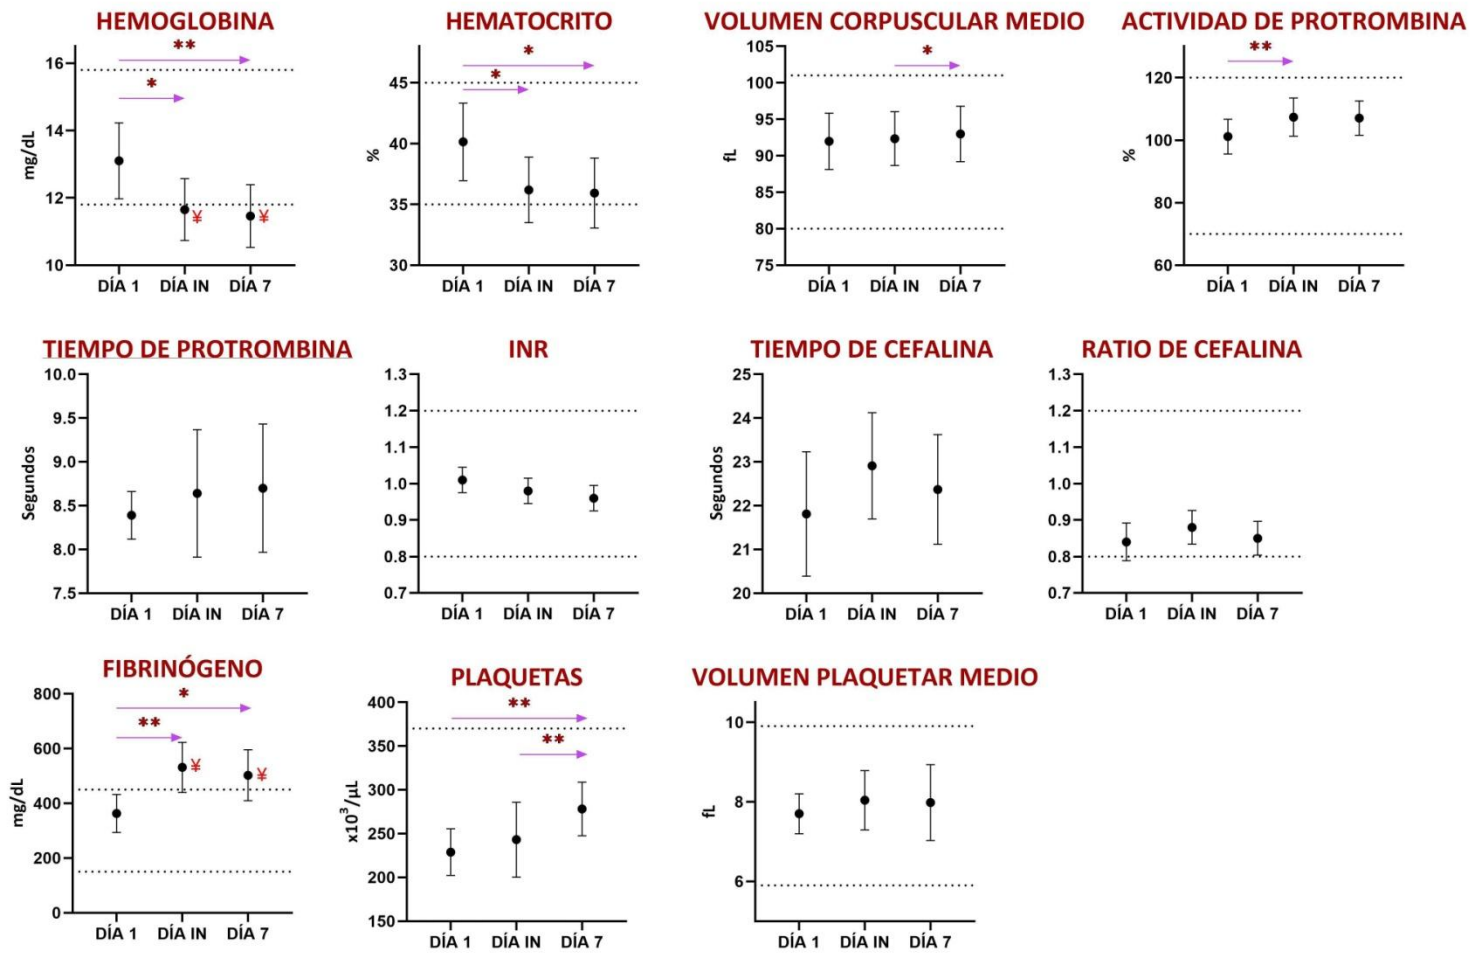 HEMOGLOBINA
**
*
mg/dL
16
14
12
10
¥
¥
DÍA 1 DÍA IN DÍA 7
HEMATOCRITO
*
*
%
45
40
35
30
DÍA 1 DÍA IN DÍA 7
VOLUMEN CORPUSCULAR MEDIO
*
fL
105
100
95
90
85
80
75
DÍA 1 DÍA IN DÍA 7
ACTIVIDAD DE PROTROMBINA
**
%
120
100
80
60
DÍA 1 DÍA IN DÍA 7
TIEMPO DE PROTROMBINA
Segundos
10.0
9.5
9.0
8.5
8.0
7.5
DÍA 1 DÍA IN DÍA 7
INR
1.3
1.2
1.1
1.0
0.9
0.8
0.7
DÍA 1 DÍA IN DÍA 7
TIEMPO DE CEFALINA
Segundos
25
24
23
22
21
20
DÍA 1 DÍA IN DÍA 7
RATIO DE CEFALINA
1.3
1.2
1.1
1.0
0.9
0.8
0.7
DÍA 1 DÍA IN DÍA 7
FIBRINÓGENO
*
**
mg/dL
800
600
400
200
0
¥
¥
DÍA 1 DÍA IN DÍA 7
PLAQUETAS
**
**
x10³/µL
400
350
300
250
200
150
DÍA 1 DÍA IN DÍA 7
VOLUMEN PLAQUETAR MEDIO
fL
10
8
6
DÍA 1 DÍA IN DÍA 7